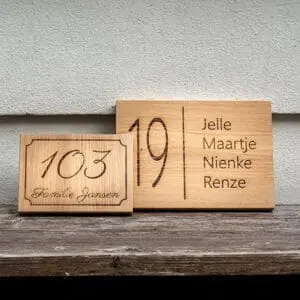 103
Familie Jansen
19
Jelle
Maartje
Nienke
Renze